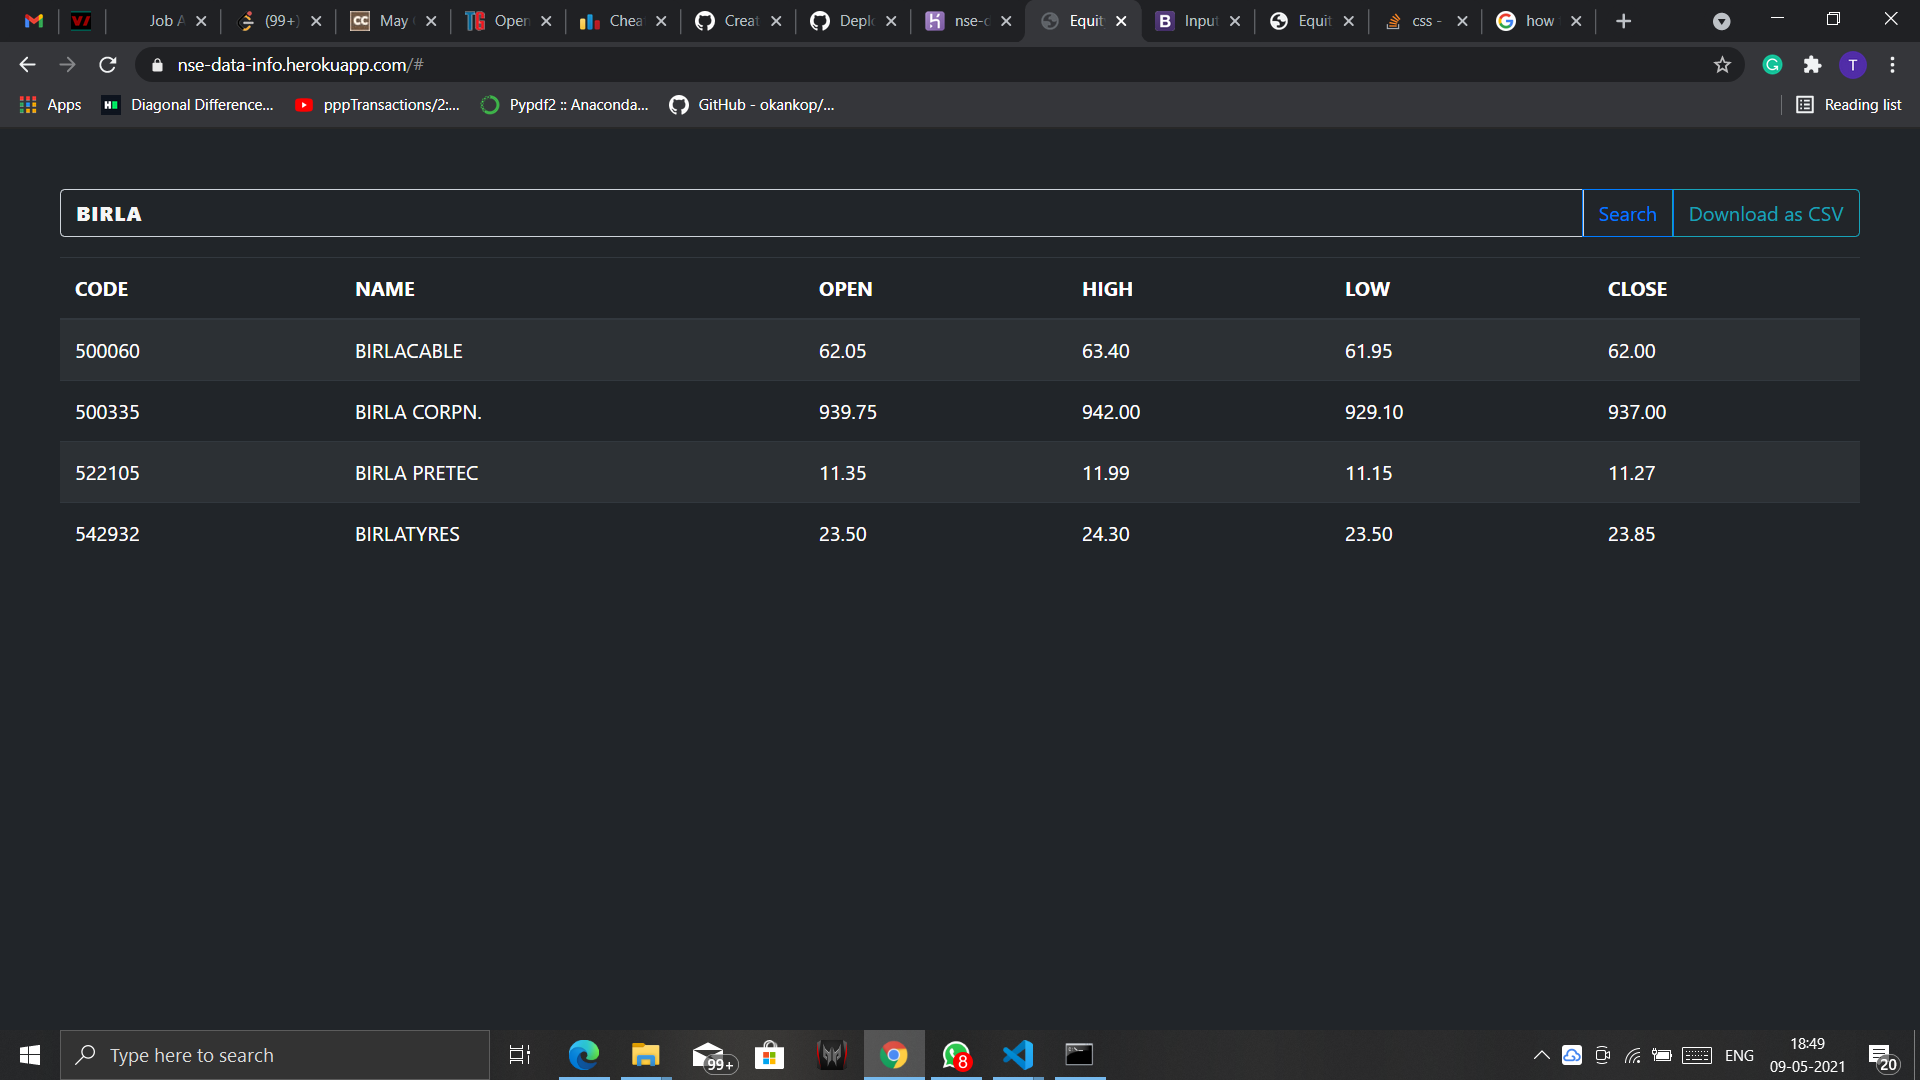 Job A (99+) May Open Chea Creat Deplo nse-d Equit Input Equit css - how
nse-data-info.herokuapp.com/#
Apps Diagonal Difference... pppTransactions/2:... Pypdf2 :: Anaconda... GitHub - okankop/... Reading list
BIRLA Search Download as CSV
CODE NAME OPEN HIGH LOW CLOSE
500060 BIRLACABLE 62.05 63.40 61.95 62.00
500335 BIRLA CORPN. 939.75 942.00 929.10 937.00
522105 BIRLA PRETEC 11.35 11.99 11.15 11.27
542932 BIRLATYRES 23.50 24.30 23.50 23.85
Type here to search 99+ 8 ENG 18:49 20
09-05-2021